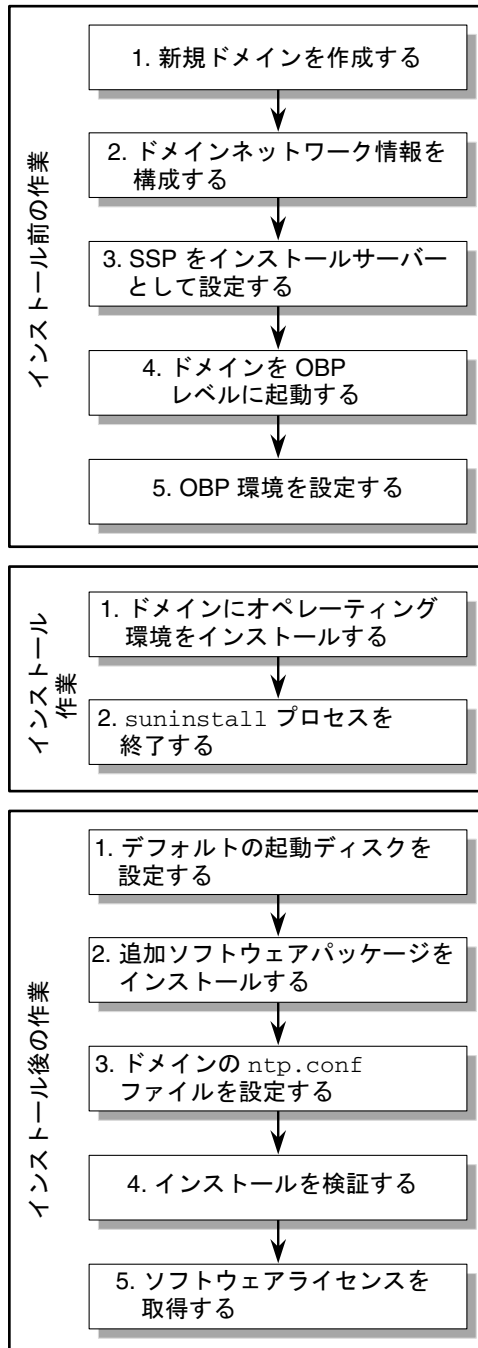 インストール前の作業
1. 新規ドメインを作成する
2. ドメインネットワーク情報を
構成する
3. SSP をインストールサーバー
として設定する
4. ドメインを OBP
レベルに起動する
5. OBP 環境を設定する
インストール
作業
1. ドメインにオペレーティング
環境をインストールする
2. suninstall プロセスを
終了する
インストール後の作業
1. デフォルトの起動ディスクを
設定する
2. 追加ソフトウェアパッケージを
インストールする
3. ドメインの ntp.conf
ファイルを設定する
4. インストールを検証する
5. ソフトウェアライセンスを
取得する